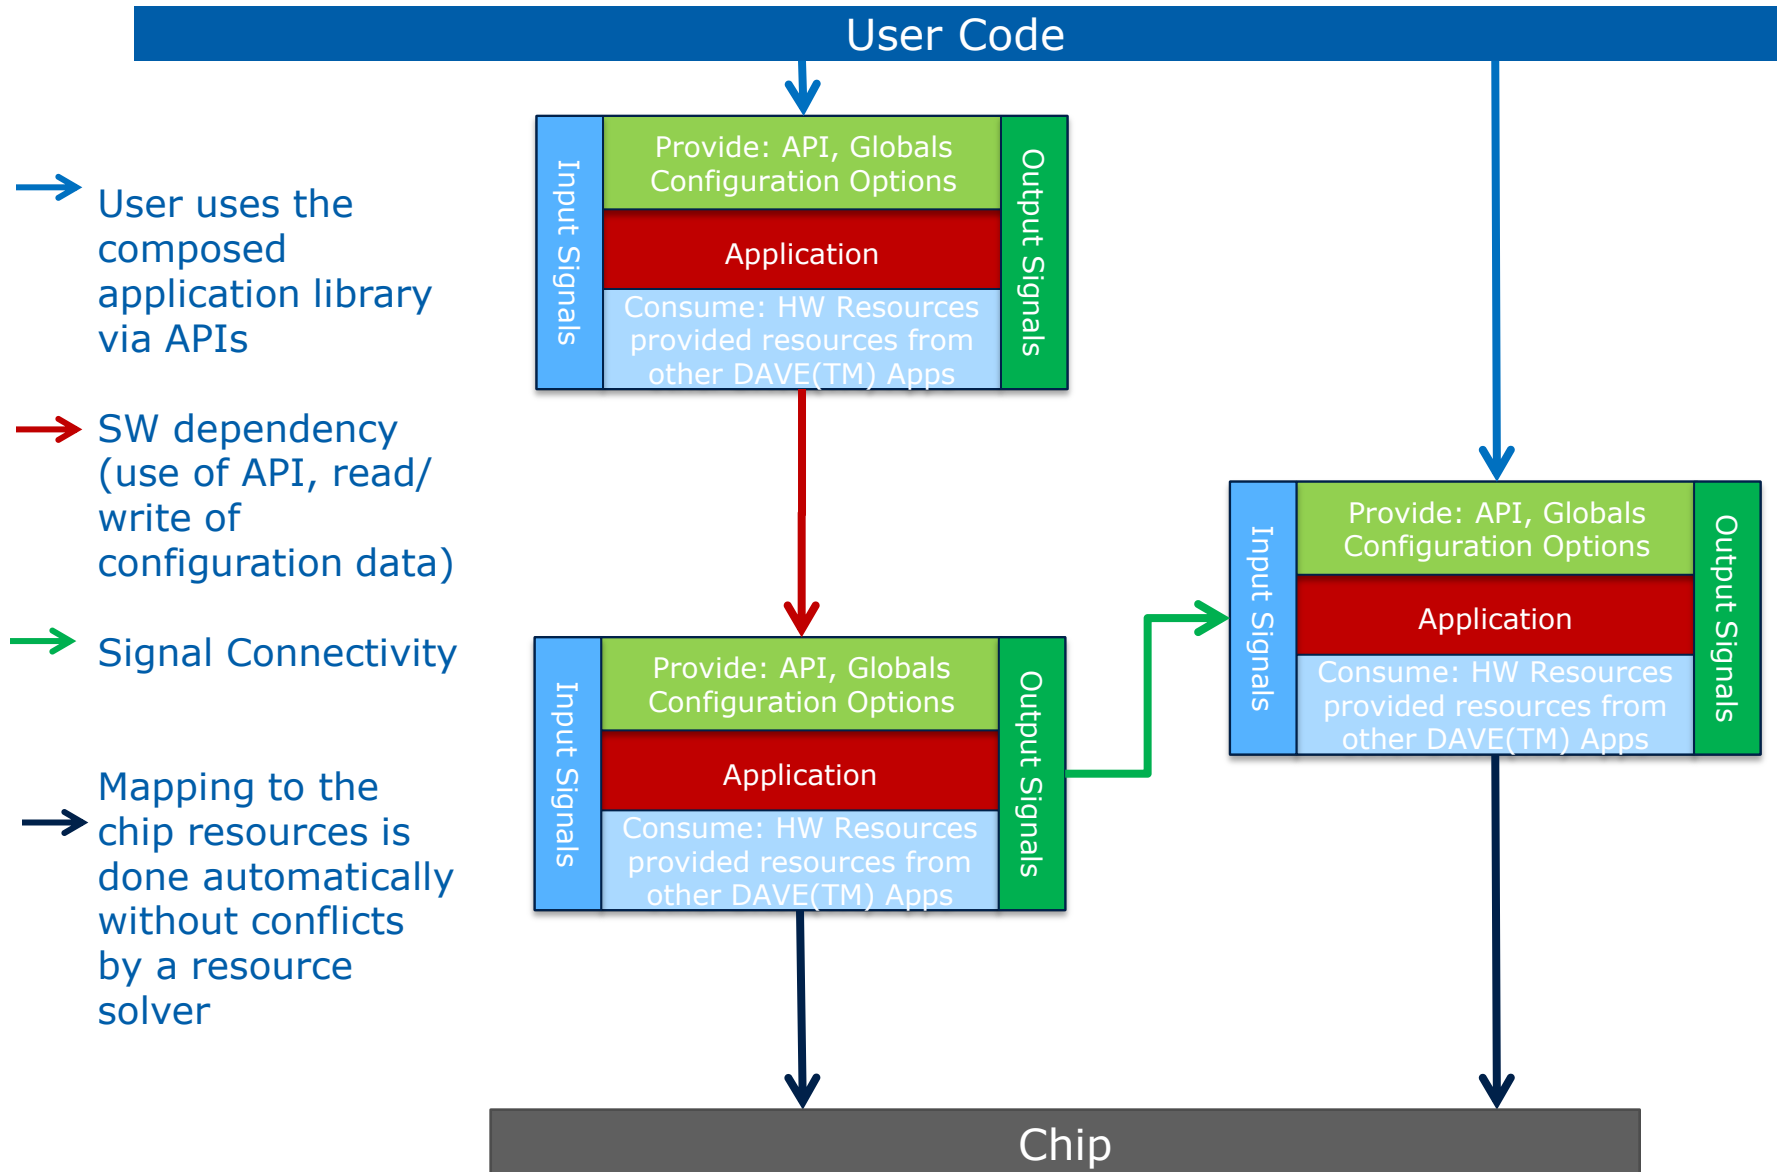 User Code
User uses the
composed
application library
via APIs
SW dependency
(use of API, read/
write of
configuration data)
Signal Connectivity
Mapping to the
chip resources is
done automatically
without conflicts
by a resource
solver
Input Signals
Provide: API, Globals
Configuration Options
Application
Consume: HW Resources
provided resources from
other DAVE(TM) Apps
Output Signals
Input Signals
Provide: API, Globals
Configuration Options
Application
Consume: HW Resources
provided resources from
other DAVE(TM) Apps
Output Signals
Input Signals
Provide: API, Globals
Configuration Options
Application
Consume: HW Resources
provided resources from
other DAVE(TM) Apps
Output Signals
Chip